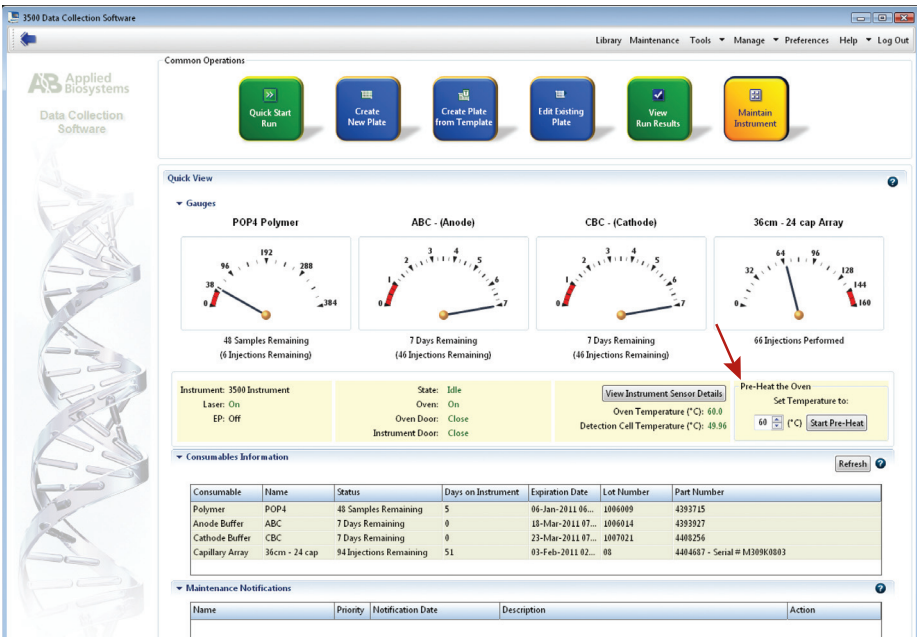 3500 Data Collection Software
Library Maintenance Tools Manage Preferences Help Log Out
AB Applied Biosystems
Data Collection
Software
Common Operations
Quick Start
Run
Create
New Plate
Create Plate
from Template
Edit Existing
Plate
View
Run Results
Maintain
Instrument
Quick View
Gauges
POP4 Polymer
0 38 96 192 288 384
48 Samples Remaining
(6 Injections Remaining)
ABC - (Anode)
0 1 2 3 4 5 6 7
7 Days Remaining
(46 Injections Remaining)
CBC - (Cathode)
0 1 2 3 4 5 6 7
7 Days Remaining
(46 Injections Remaining)
36cm - 24 cap Array
0 32 64 96 128 144 160
66 Injections Performed
Instrument: 3500 Instrument
Laser: On
EP: Off
State: Idle
Oven: On
Oven Door: Close
Instrument Door: Close
View Instrument Sensor Details
Oven Temperature (°C): 60.0
Detection Cell Temperature (°C): 49.96
Pre-Heat the Oven
Set Temperature to:
60 (°C) Start Pre-Heat
Consumables Information
Refresh
Consumable Name Status Days on Instrument Expiration Date Lot Number Part Number
Polymer POP4 48 Samples Remaining 5 06-Jan-2011 06... 1006009 4393715
Anode Buffer ABC 7 Days Remaining 0 18-Mar-2011 07... 1006014 4393927
Cathode Buffer CBC 7 Days Remaining 0 23-Mar-2011 07... 1007021 4408256
Capillary Array 36cm - 24 cap 94 Injections Remaining 51 03-Feb-2011 02... 08 4404687 - Serial # M309K0803
Maintenance Notifications
Name Priority Notification Date Description Action